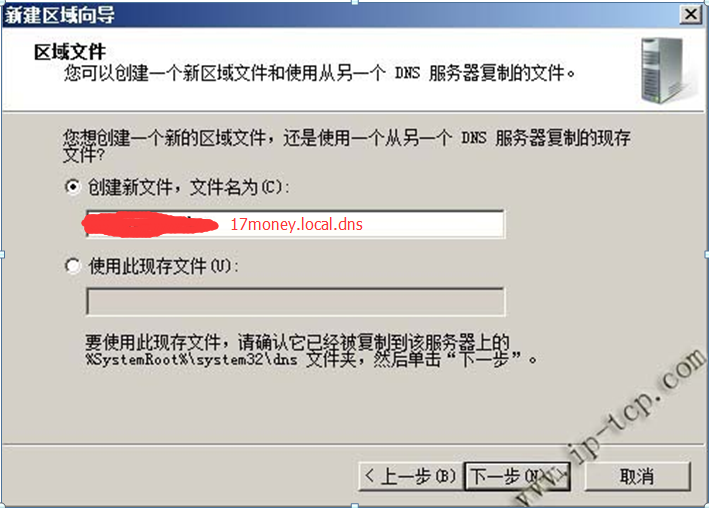 新建区域向导
区域文件
您可以创建一个新区域文件和使用从另一个 DNS 服务器复制的文件。
您想创建一个新的区域文件，还是使用一个从另一个 DNS 服务器复制的现存
文件?
创建新文件，文件名为(C):
17money.local.dns
使用此现存文件(U):
要使用此现存文件，请确认它已经被复制到该服务器上的
%SystemRoot%\system32\dns 文件夹，然后单击“下一步”。
< 上一步(B) 下一步(N) > 取消
www.ip-tcp.com